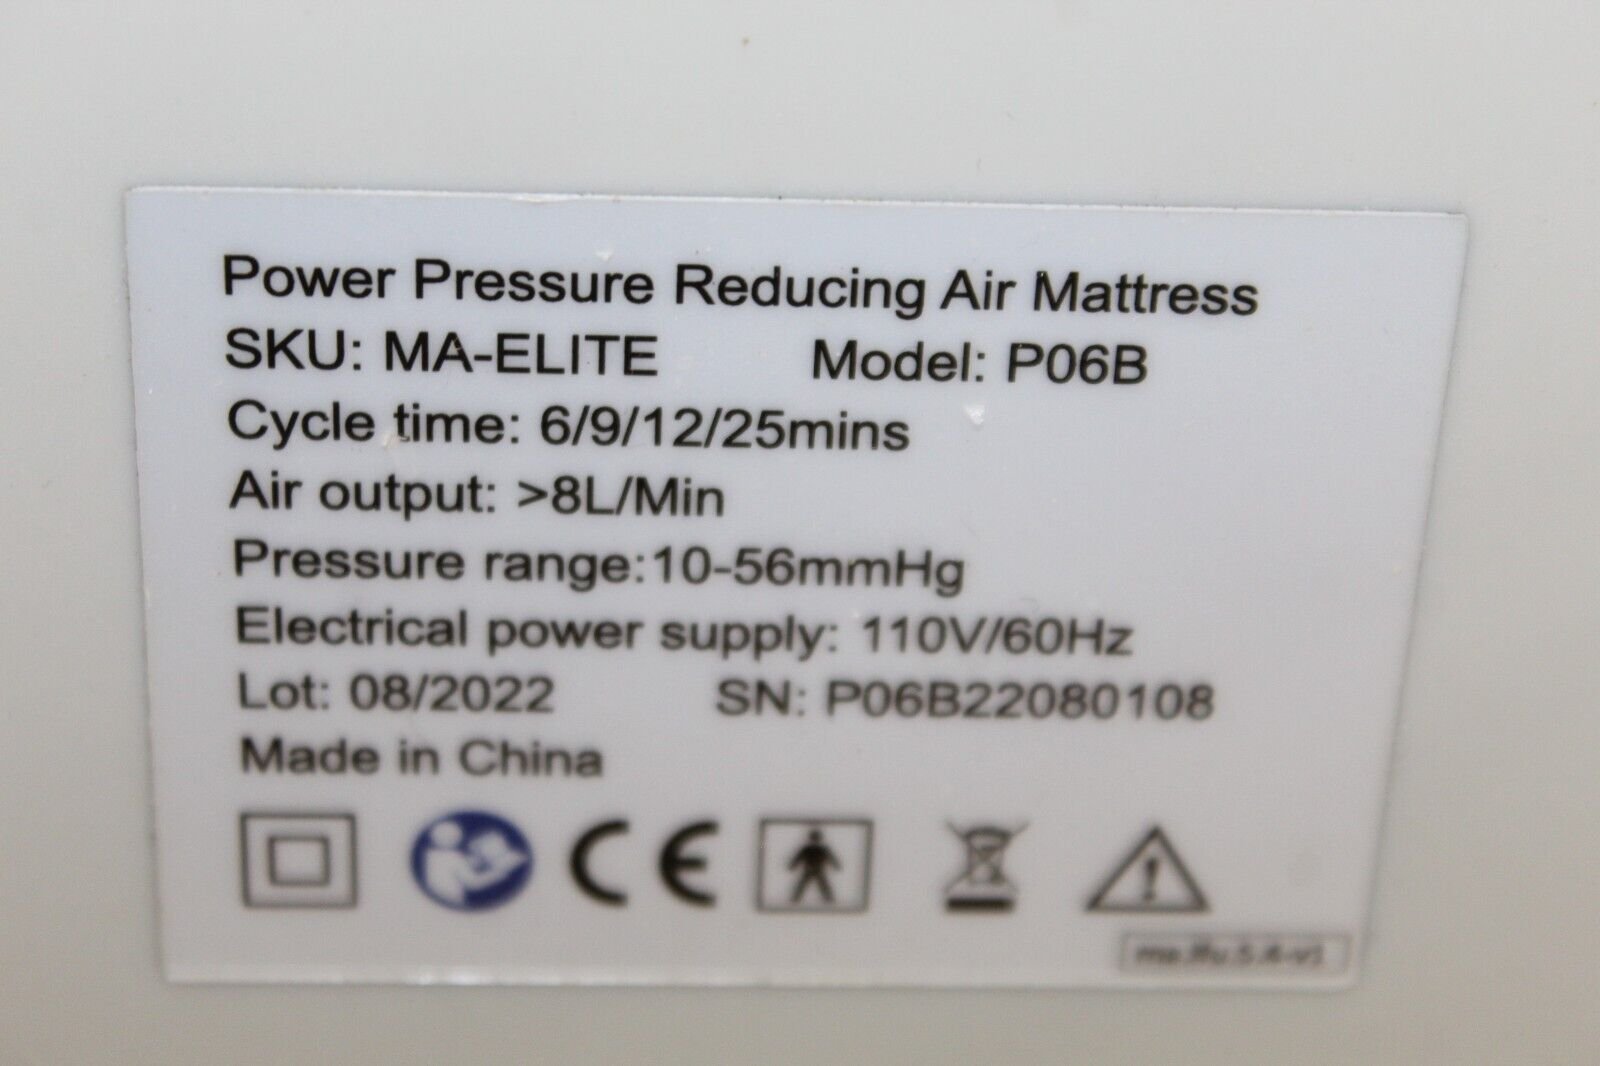 Power Pressure Reducing Air Mattress
SKU: MA-ELITE Model: P06B
Cycle time: 6/9/12/25mins
Air output: >8L/Min
Pressure range:10-56mmHg
Electrical power supply: 110V/60Hz
Lot: 08/2022 SN: P06B22080108
Made in China
CE